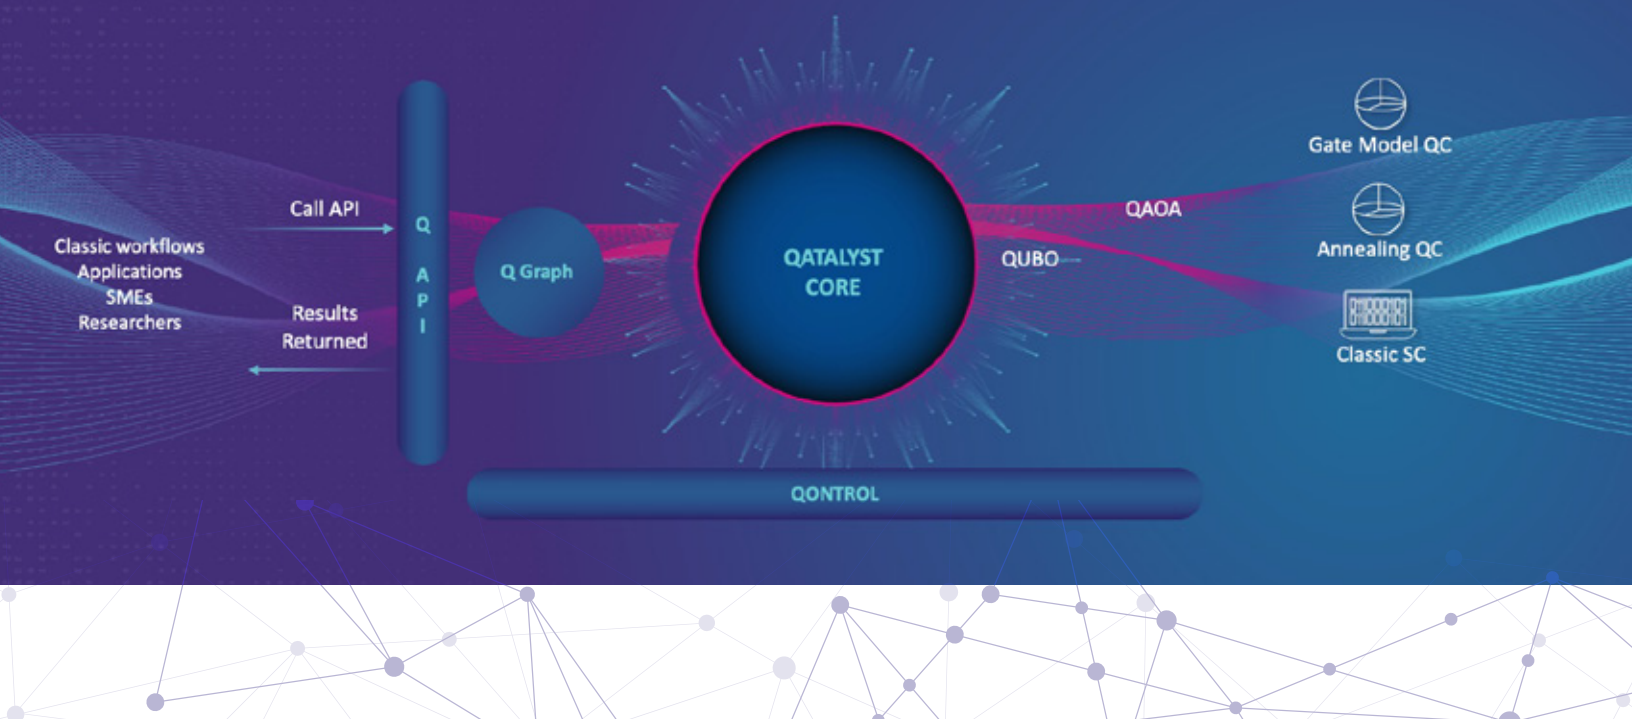 Classic workflows
Applications
SMEs
Researchers
Call API
Results
Returned
Q
A
P
I
Q Graph
QATALYST
CORE
QONTROL
QAOA
QUBO
Gate Model QC
Annealing QC
Classic SC